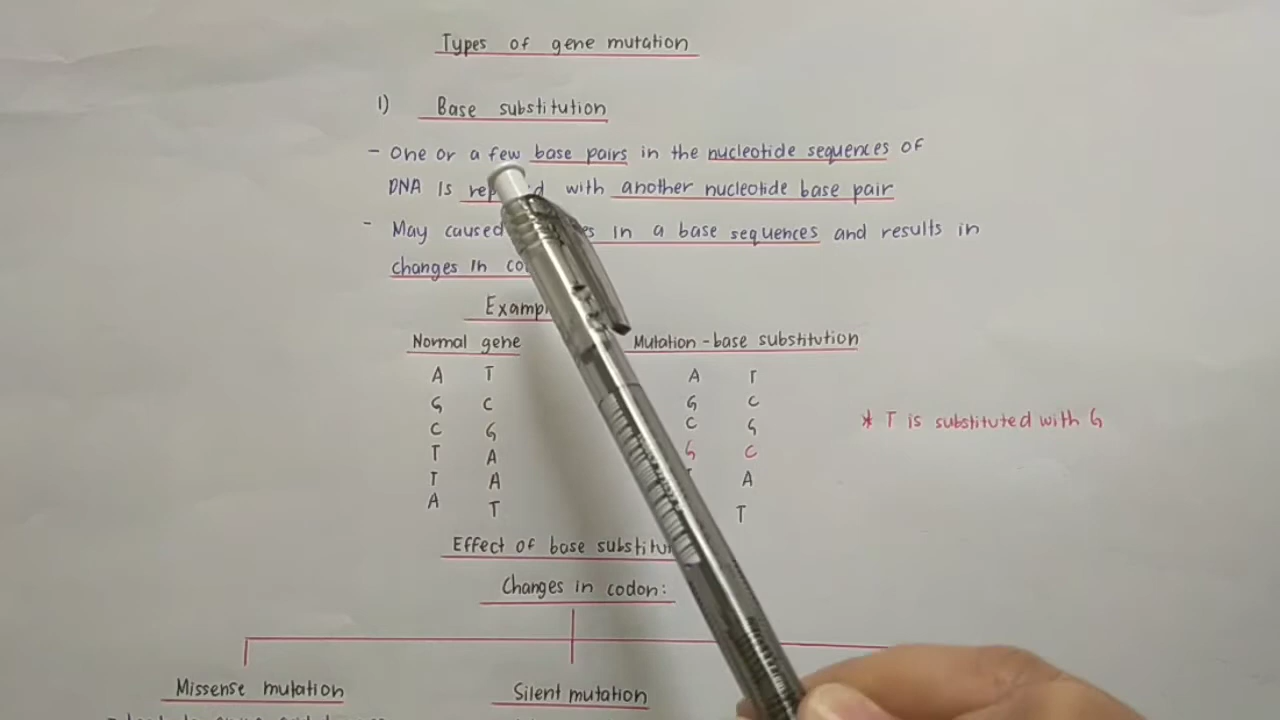 Types of gene mutation
1) Base substitution
- One or a few base pairs in the nucleotide sequences of
DNA is with another nucleotide base pair
- May caused in a base sequences and results in
changes in
Normal gene Mutation - base substitution
A T A T
G C G C
C G C G
T A G C
T A A
A T T
* T is substituted with G
Effect of base
Changes in codon:
Missense mutation Silent mutation